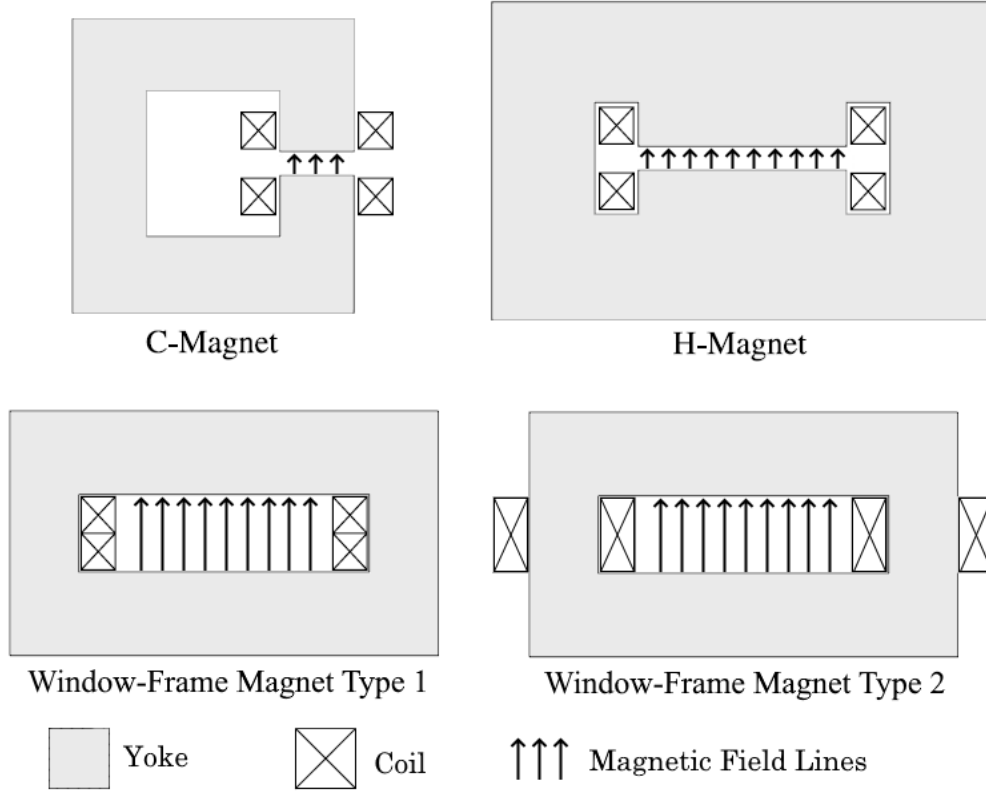 C-Magnet
H-Magnet
Window-Frame Magnet Type 1
Window-Frame Magnet Type 2
Yoke
Coil
Magnetic Field Lines